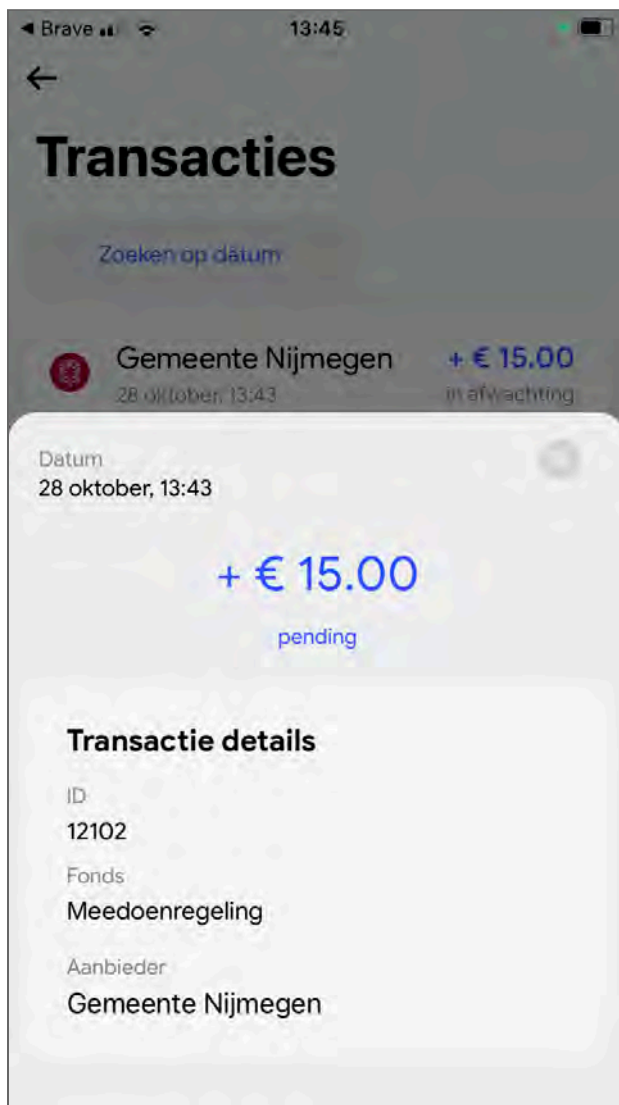 Brave
13:45
Transacties
Zoeken op datum
Gemeente Nijmegen + € 15.00
28 oktober, 13:43 in afwachting
Datum
28 oktober, 13:43
+ € 15.00
pending
Transactie details
ID
12102
Fonds
Meedoenregeling
Aanbieder
Gemeente Nijmegen